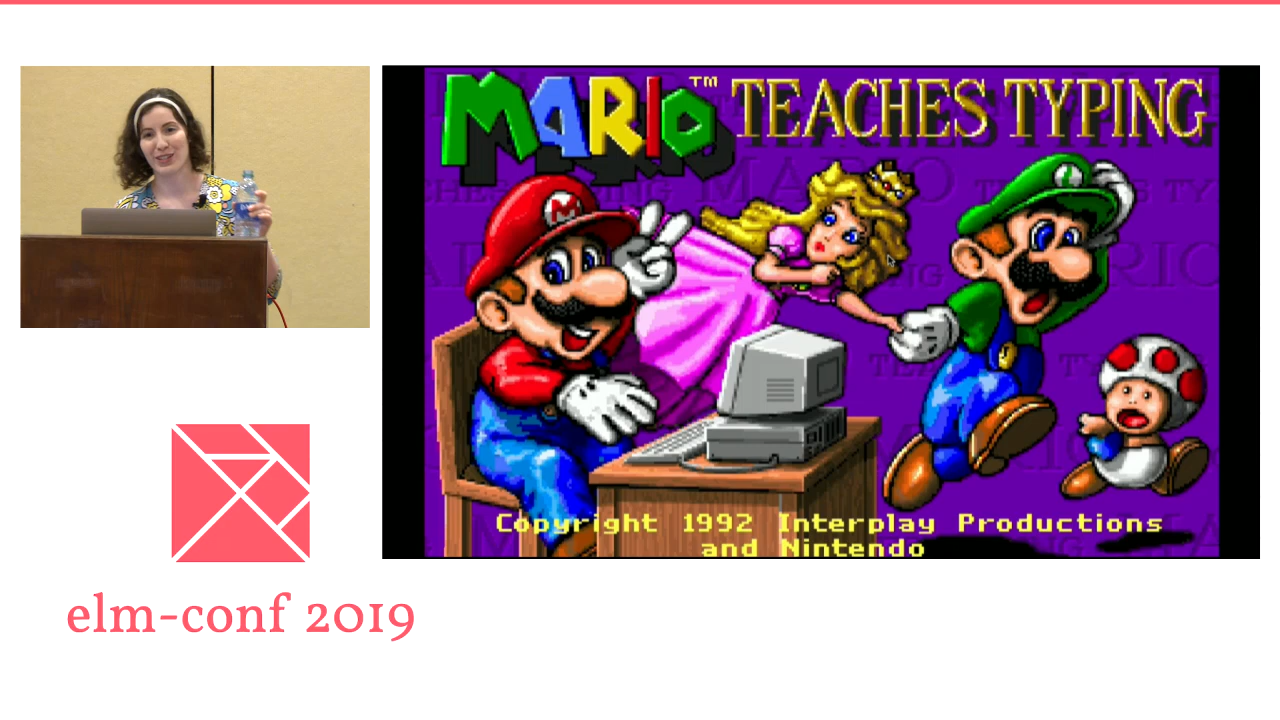 MARIO™ TEACHES TYPING
M
L
Copyright 1992 Interplay Productions
and Nintendo
elm-conf 2019